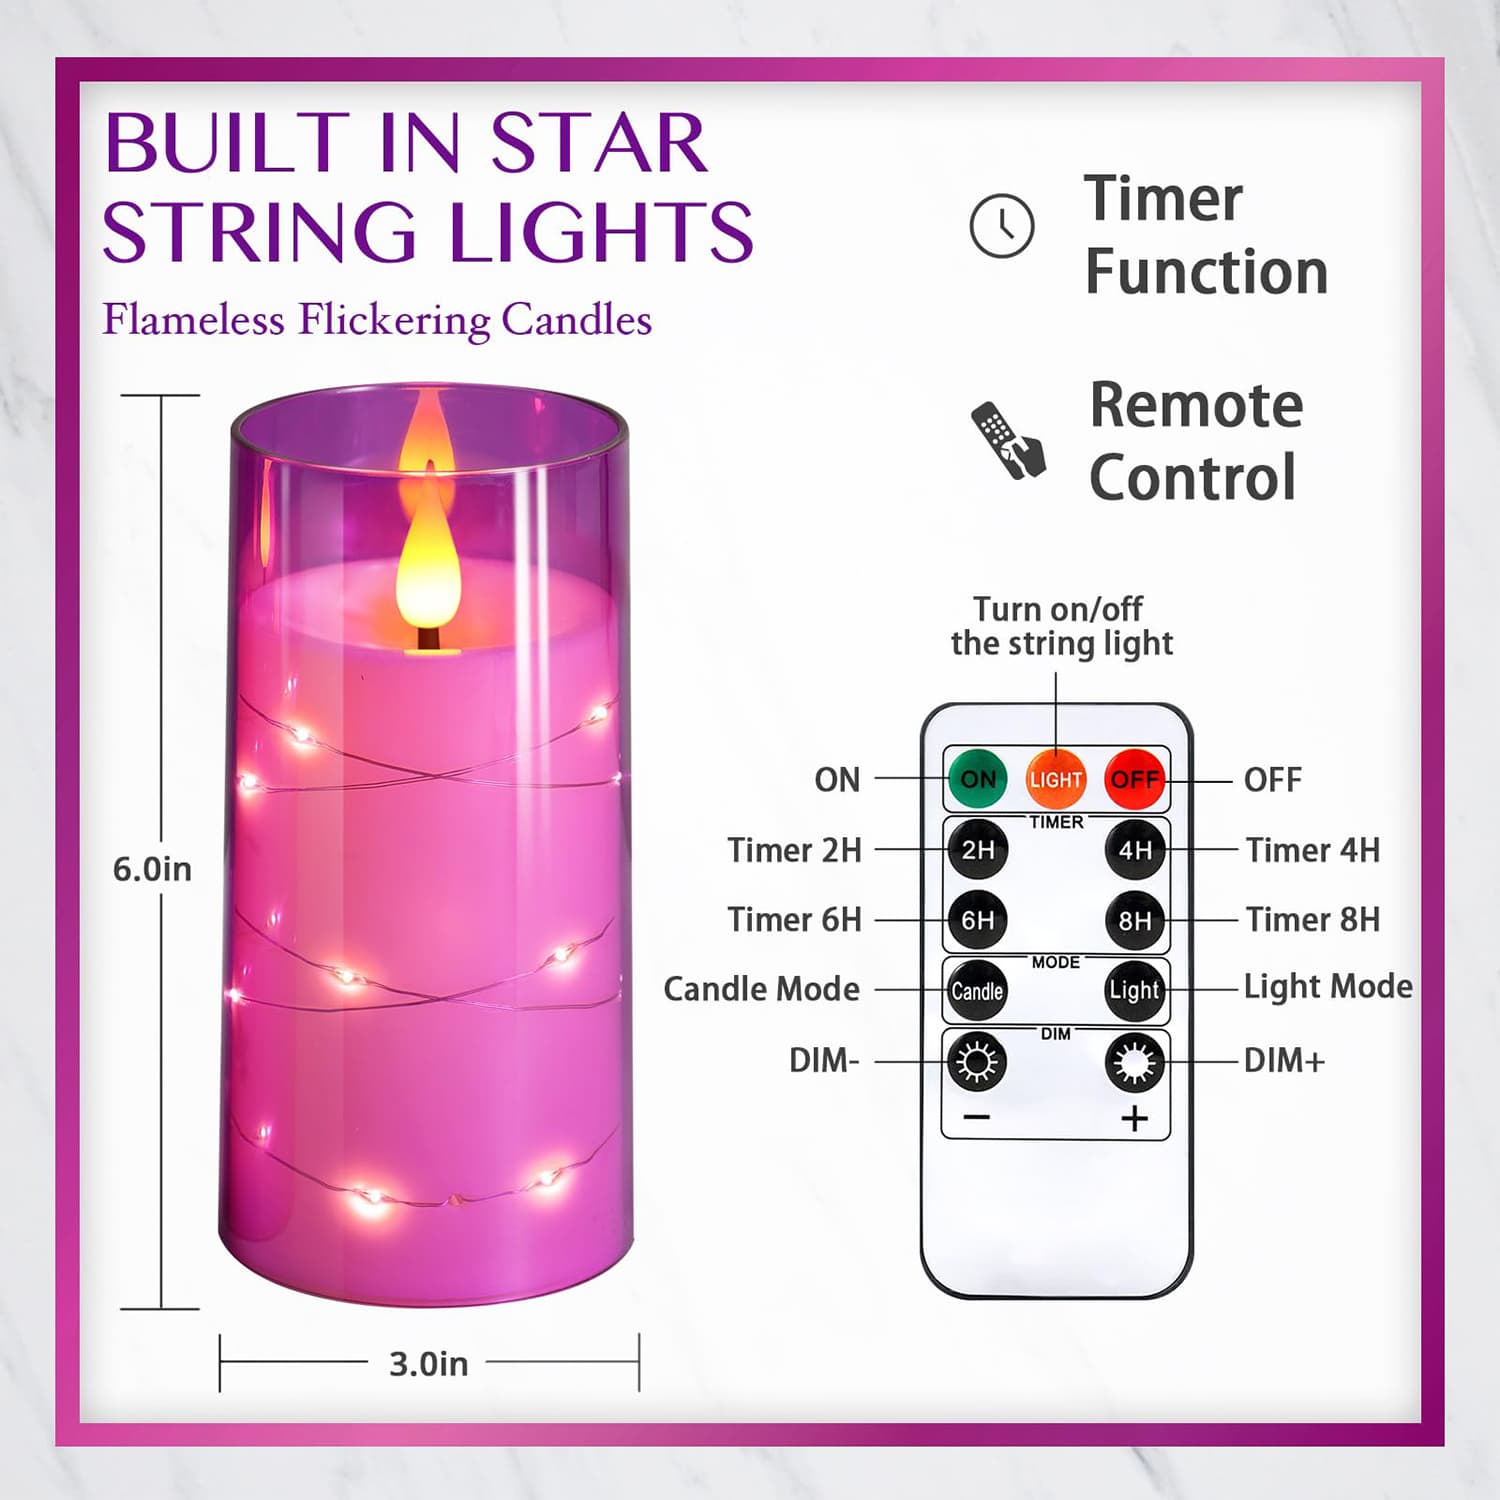 BUILT IN STAR
STRING LIGHTS
Flameless Flickering Candles
Timer
Function
Remote
Control
6.0in
3.0in
Turn on/off
the string light
ON
ON
LIGHT
OFF
OFF
TIMER
Timer 2H
2H
4H
Timer 4H
Timer 6H
6H
8H
Timer 8H
MODE
Candle Mode
Candle
Light
Light Mode
DIM
DIM-
DIM+
− +